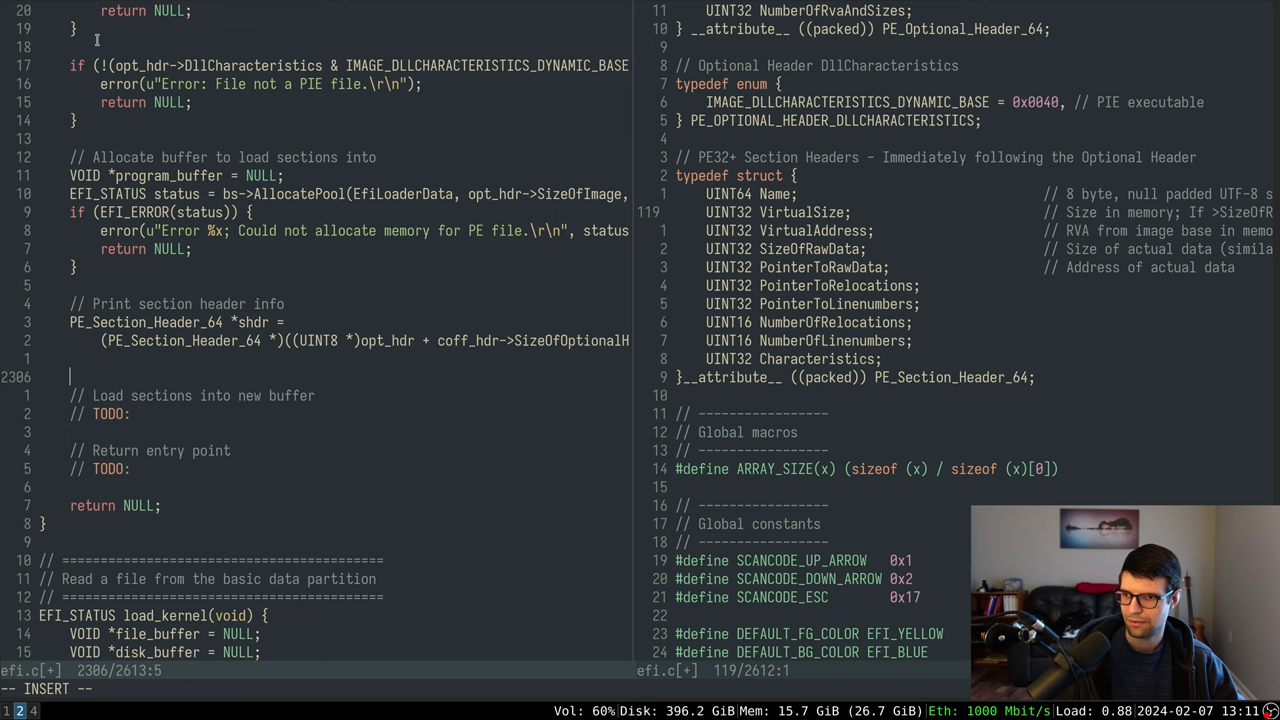 20          return NULL;
19      }
18
17      if (!(opt_hdr->DllCharacteristics & IMAGE_DLLCHARACTERISTICS_DYNAMIC_BASE
16          error(u"Error: File not a PIE file.\r\n");
15          return NULL;
14      }
13
12      // Allocate buffer to load sections into
11      VOID *program_buffer = NULL;
10      EFI_STATUS status = bs->AllocatePool(EfiLoaderData, opt_hdr->SizeOfImage,
9      if (EFI_ERROR(status)) {
8          error(u"Error %x; Could not allocate memory for PE file.\r\n", status
7          return NULL;
6      }
5
4      // Print section header info
3      PE_Section_Header_64 *shdr =
2          (PE_Section_Header_64 *)((UINT8 *)opt_hdr + coff_hdr->SizeOfOptionalH
1
2306
1      // Load sections into new buffer
2      // TODO:
3
4      // Return entry point
5      // TODO:
6
7      return NULL;
8  }
9
10  // ========================================
11  // Read a file from the basic data partition
12  // ========================================
13  EFI_STATUS load_kernel(void) {
14      VOID *file_buffer = NULL;
15      VOID *disk_buffer = NULL;
efi.c[+]  2306/2613:5
-- INSERT --
11      UINT32 NumberOfRvaAndSizes;
10  } __attribute__ ((packed)) PE_Optional_Header_64;
9
8  // Optional Header DllCharacteristics
7  typedef enum {
6      IMAGE_DLLCHARACTERISTICS_DYNAMIC_BASE = 0x0040, // PIE executable
5  } PE_OPTIONAL_HEADER_DLLCHARACTERISTICS;
4
3  // PE32+ Section Headers - Immediately following the Optional Header
2  typedef struct {
1      UINT64 Name;                         // 8 byte, null padded UTF-8 s
119      UINT32 VirtualSize;                  // Size in memory; If >SizeOfR
1      UINT32 VirtualAddress;               // RVA from image base in memo
2      UINT32 SizeOfRawData;                // Size of actual data (simila
3      UINT32 PointerToRawData;             // Address of actual data
4      UINT32 PointerToRelocations;
5      UINT32 PointerToLinenumbers;
6      UINT16 NumberOfRelocations;
7      UINT16 NumberOfLinenumbers;
8      UINT32 Characteristics;
9  }__attribute__ ((packed)) PE_Section_Header_64;
10
11  // -----------------
12  // Global macros
13  // -----------------
14  #define ARRAY_SIZE(x) (sizeof (x) / sizeof (x)[0])
15
16  // -----------------
17  // Global constants
18  // -----------------
19  #define SCANCODE_UP_ARROW   0x1
20  #define SCANCODE_DOWN_ARROW 0x2
21  #define SCANCODE_ESC        0x17
22
23  #define DEFAULT_FG_COLOR EFI_YELLOW
24  #define DEFAULT_BG_COLOR EFI_BLUE
efi.c[+]  119/2612:1
1 2 4 Vol: 60%|Disk: 396.2 GiB|Mem: 15.7 GiB (26.7 GiB)|Eth: 1000 Mbit/s|Load: 0.88|2024-02-07 13:11